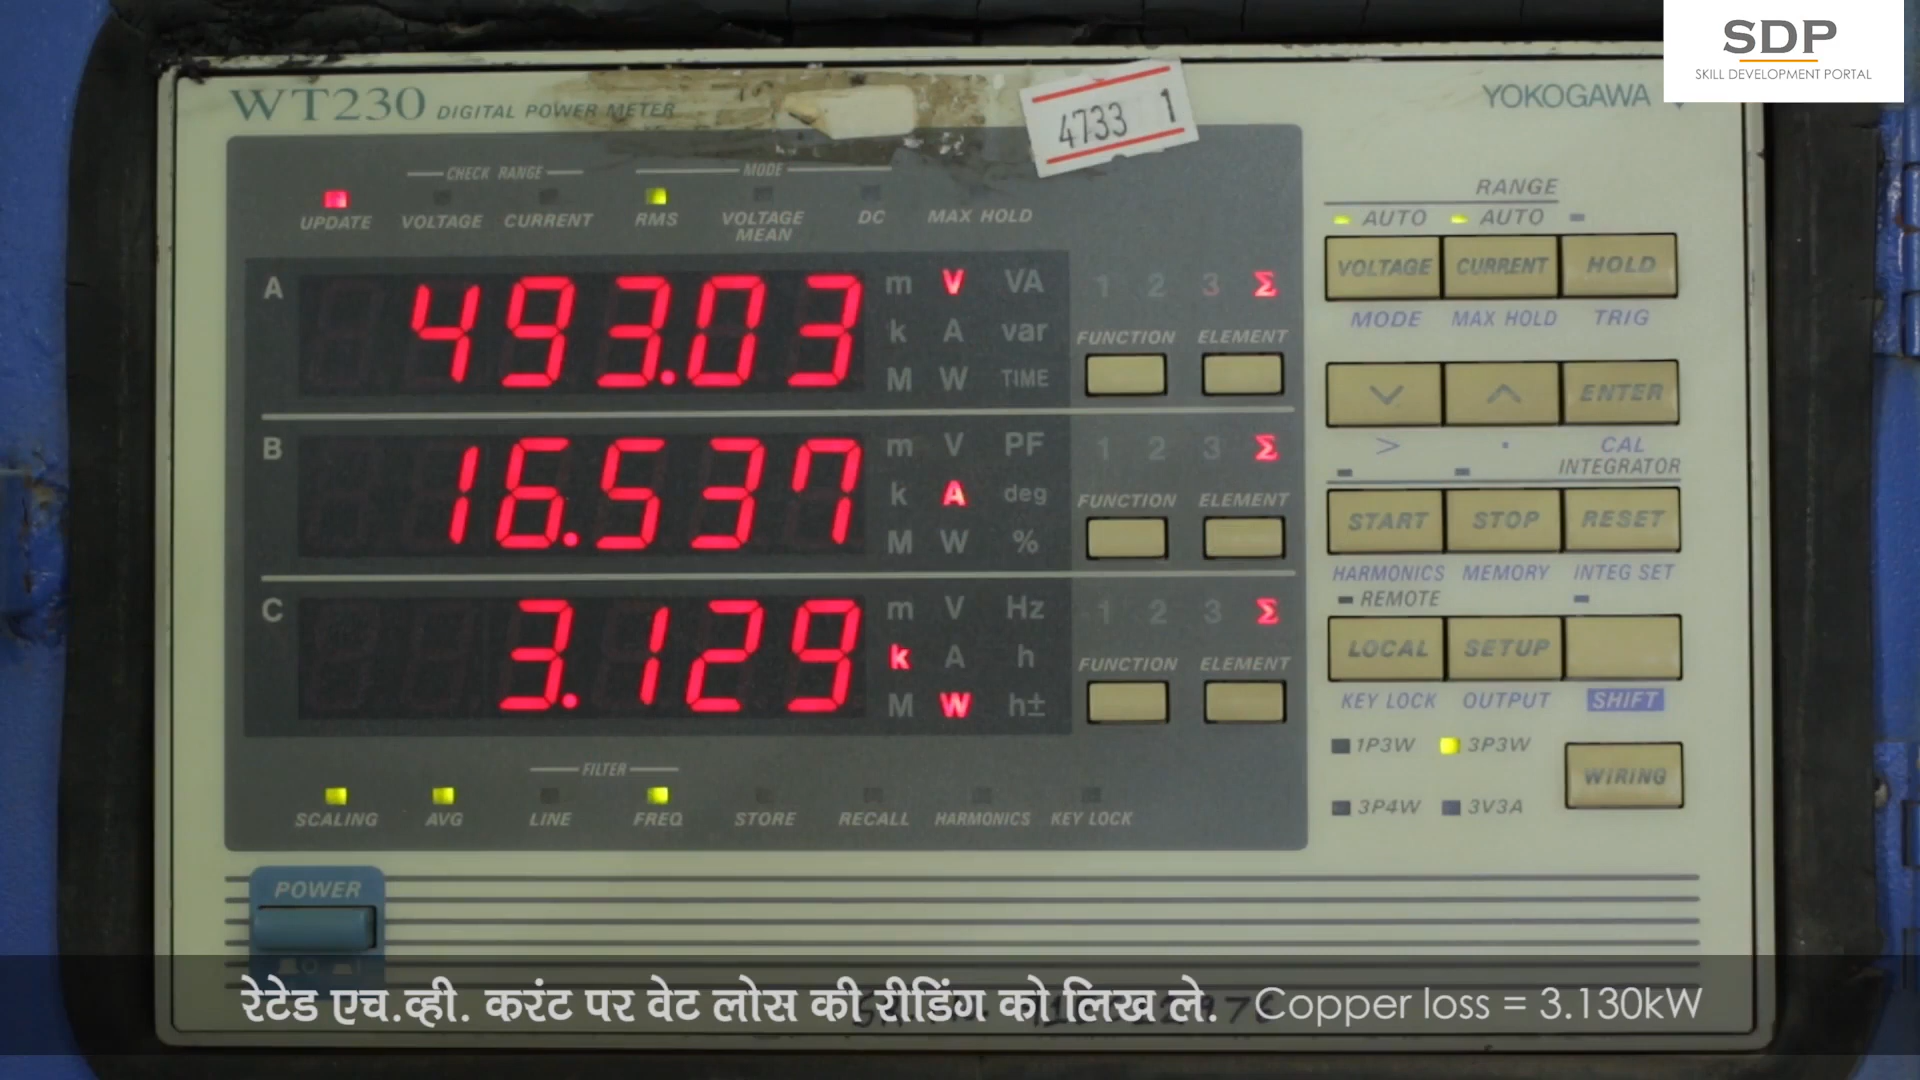 SDP
SKILL DEVELOPMENT PORTAL
WT230 DIGITAL POWER METER
YOKOGAWA
4733 1
CHECK RANGE MODE
UPDATE VOLTAGE CURRENT RMS VOLTAGE MEAN DC MAX HOLD
RANGE
AUTO AUTO
VOLTAGE CURRENT HOLD
MODE MAX HOLD TRIG
A 493.03 m V VA 1 2 3 Σ
k A var FUNCTION ELEMENT
M W TIME
ENTER
CAL
INTEGRATOR
B 16.537 m V PF 1 2 3 Σ
k A deg FUNCTION ELEMENT
M W %
START STOP RESET
HARMONICS MEMORY INTEG SET
REMOTE
C 3.129 m V Hz 1 2 3 Σ
k A h FUNCTION ELEMENT
M W h±
LOCAL SETUP
KEY LOCK OUTPUT SHIFT
1P3W 3P3W
WIRING
3P4W 3V3A
FILTER
SCALING AVG LINE FREQ STORE RECALL HARMONICS KEY LOCK
POWER
रेटेड एच.व्ही. करंट पर वेट लोस की रीडिंग को लिख ले. Copper loss = 3.130kW